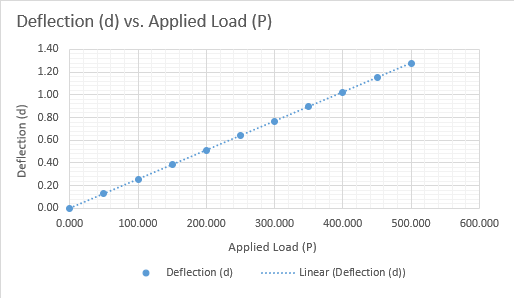 Deflection (d) vs. Applied Load (P)
1.40
1.20
1.00
0.80
0.60
0.40
0.20
0.00
Deflection (d)
0.000 100.000 200.000 300.000 400.000 500.000 600.000
Applied Load (P)
Deflection (d) Linear (Deflection (d))